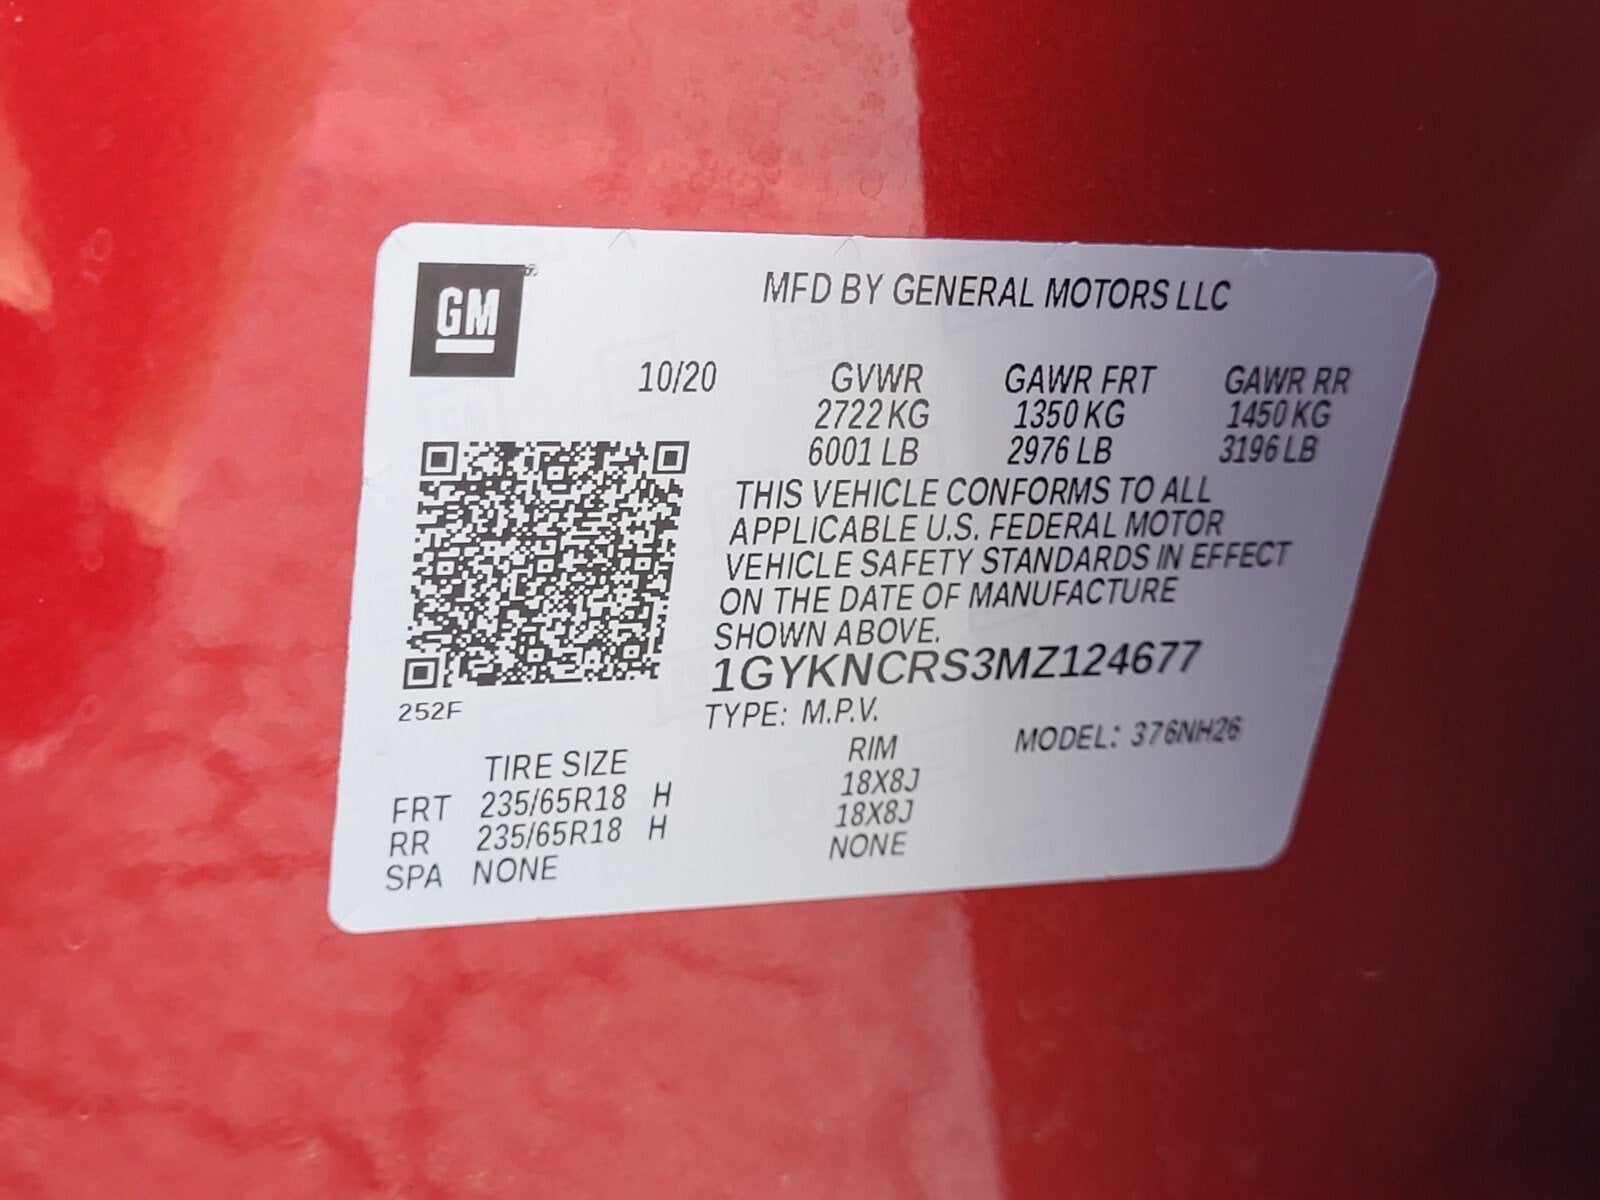 GM
MFD BY GENERAL MOTORS LLC
10/20 GVWR GAWR FRT GAWR RR
2722 KG 1350 KG 1450 KG
6001 LB 2976 LB 3196 LB
THIS VEHICLE CONFORMS TO ALL
APPLICABLE U.S. FEDERAL MOTOR
VEHICLE SAFETY STANDARDS IN EFFECT
ON THE DATE OF MANUFACTURE
SHOWN ABOVE.
1GYKNCRS3MZ124677
252F
TYPE: M.P.V. MODEL: 376NH26
TIRE SIZE RIM
FRT 235/65R18 H 18X8J
RR 235/65R18 H 18X8J
SPA NONE NONE